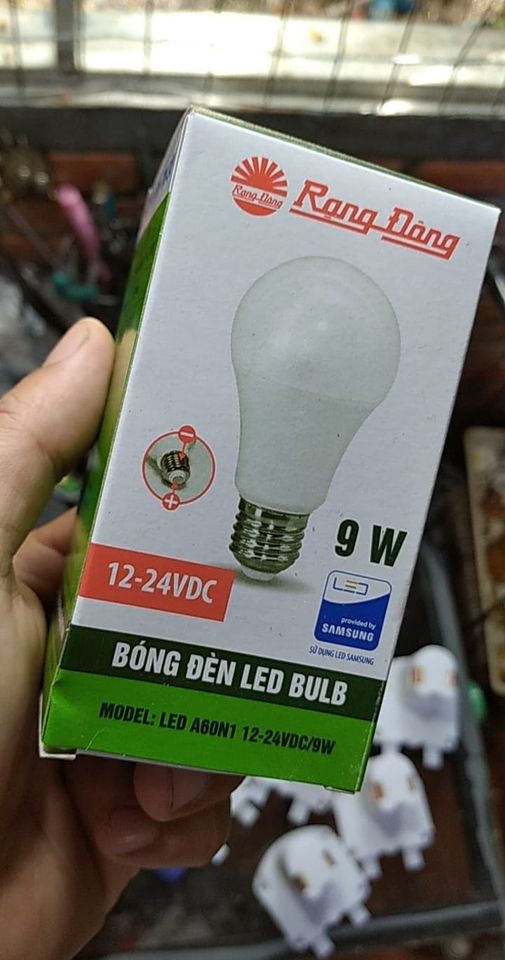 Rạng Đông
Rạng Đông
9 W
12-24VDC
LED
provided by
SAMSUNG
SỬ DỤNG LED SAMSUNG
BÓNG ĐÈN LED BULB
MODEL: LED A60N1 12-24VDC/9W